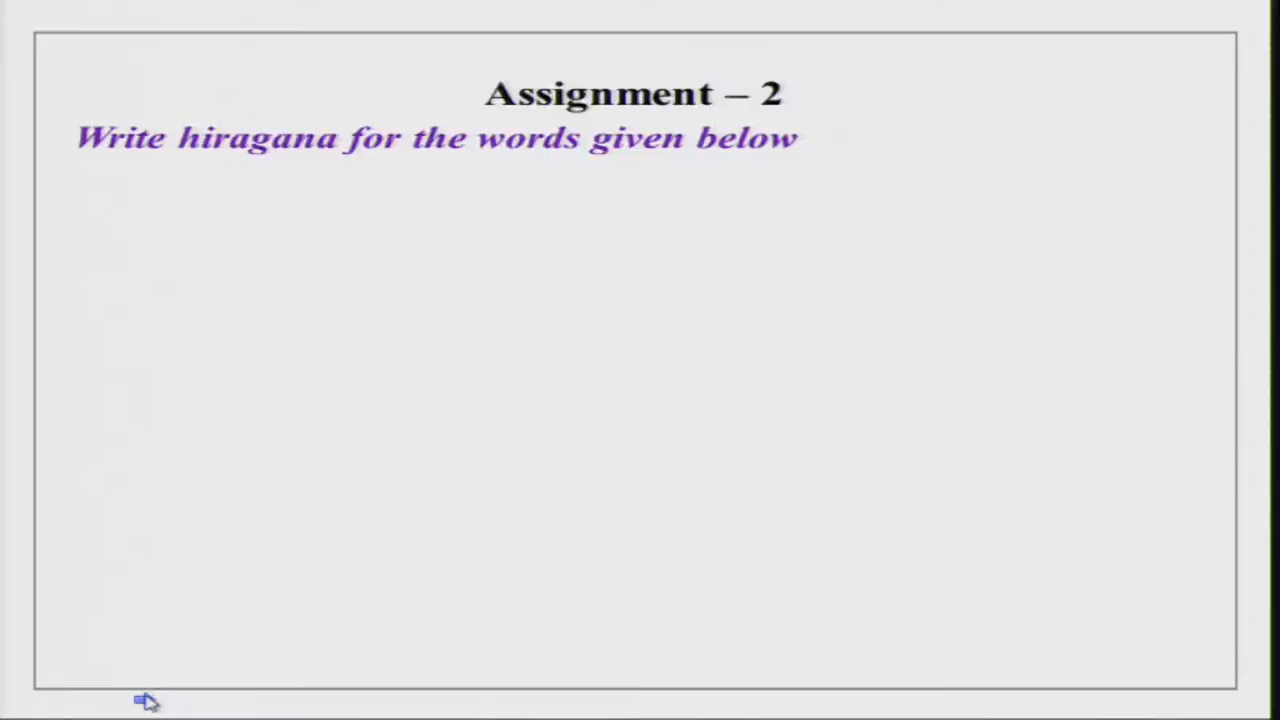 Assignment – 2
Write hiragana for the words given below